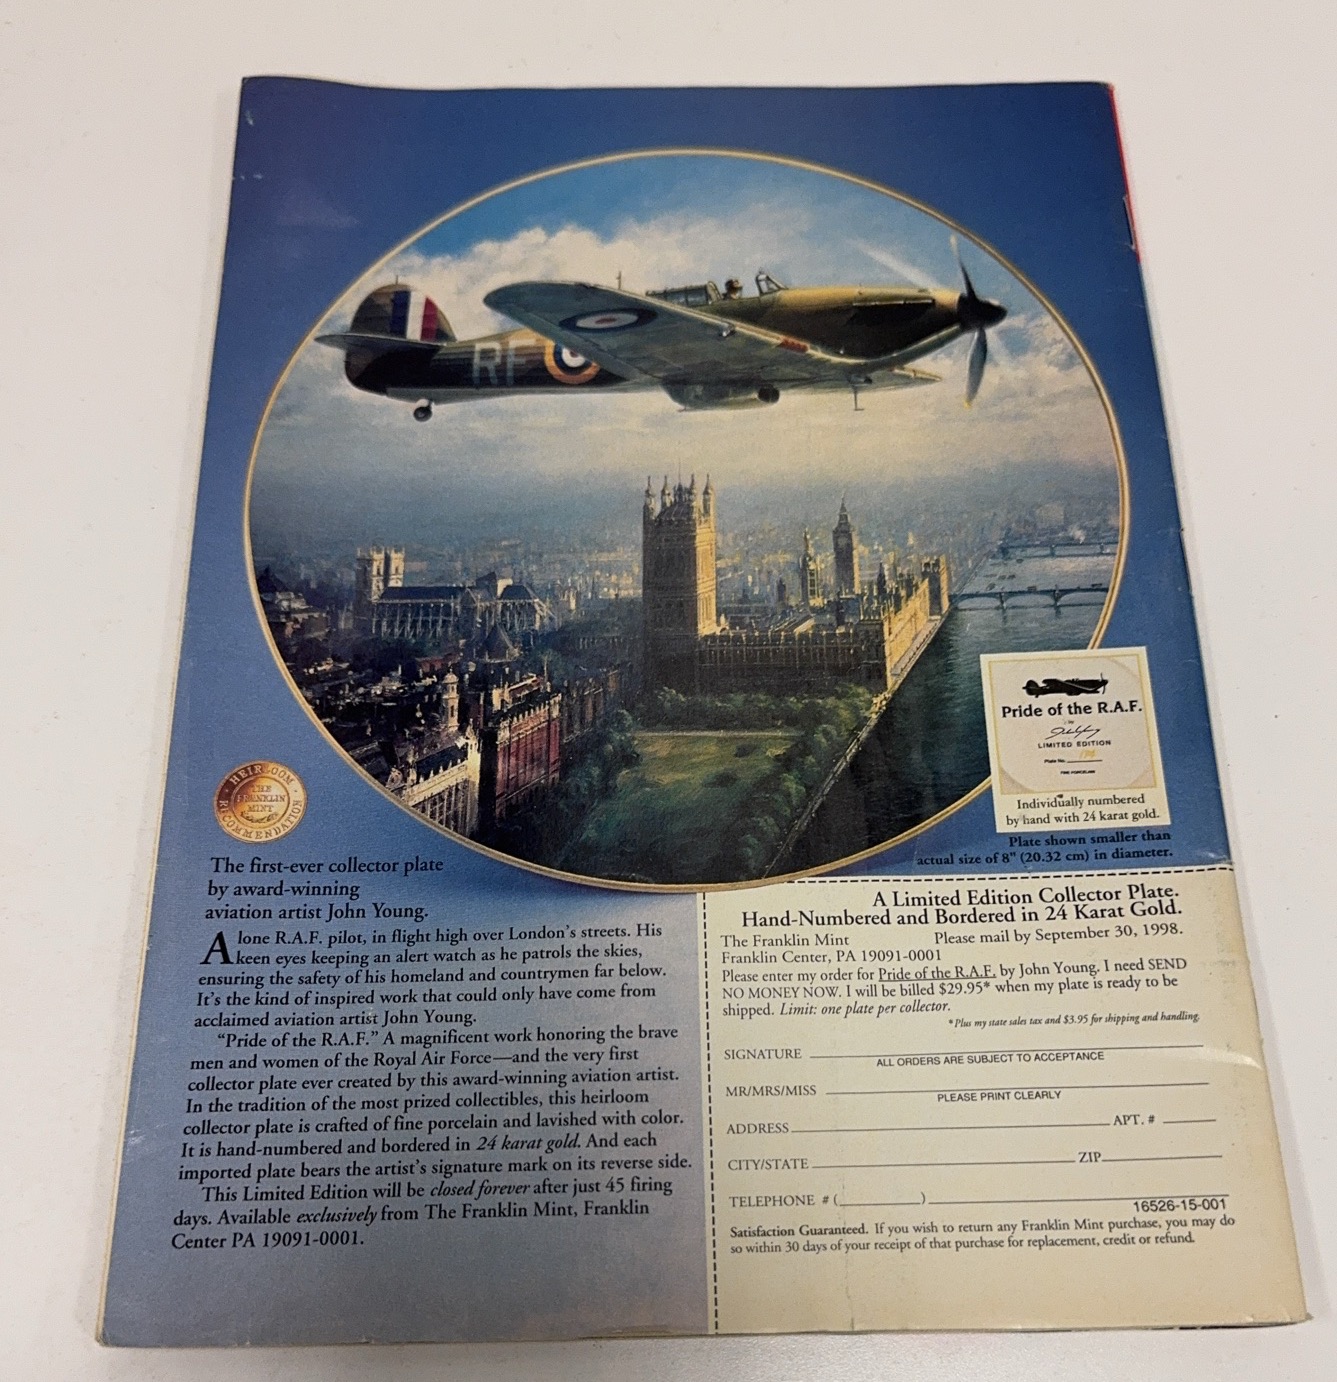 RF
Pride of the R.A.F.
by
LIMITED EDITION
Plate No.
FINE PORCELAIN
Individually numbered
by hand with 24 karat gold.
Plate shown smaller than
actual size of 8" (20.32 cm) in diameter.
HEIRLOOM
THE
FRANKLIN
MINT
RECOMMENDATION
The first-ever collector plate
by award-winning
aviation artist John Young.
A lone R.A.F. pilot, in flight high over London's streets. His
keen eyes keeping an alert watch as he patrols the skies,
ensuring the safety of his homeland and countrymen far below.
It's the kind of inspired work that could only have come from
acclaimed aviation artist John Young.
"Pride of the R.A.F." A magnificent work honoring the brave
men and women of the Royal Air Force—and the very first
collector plate ever created by this award-winning aviation artist.
In the tradition of the most prized collectibles, this heirloom
collector plate is crafted of fine porcelain and lavished with color.
It is hand-numbered and bordered in 24 karat gold. And each
imported plate bears the artist's signature mark on its reverse side.
This Limited Edition will be closed forever after just 45 firing
days. Available exclusively from The Franklin Mint, Franklin
Center PA 19091-0001.
A Limited Edition Collector Plate.
Hand-Numbered and Bordered in 24 Karat Gold.
The Franklin Mint Please mail by September 30, 1998.
Franklin Center, PA 19091-0001
Please enter my order for Pride of the R.A.F. by John Young. I need SEND
NO MONEY NOW. I will be billed $29.95* when my plate is ready to be
shipped. Limit: one plate per collector.
*Plus my state sales tax and $3.95 for shipping and handling.
SIGNATURE
ALL ORDERS ARE SUBJECT TO ACCEPTANCE
MR/MRS/MISS
PLEASE PRINT CLEARLY
ADDRESS APT. #
CITY/STATE ZIP
TELEPHONE # ( )
16526-15-001
Satisfaction Guaranteed. If you wish to return any Franklin Mint purchase, you may do
so within 30 days of your receipt of that purchase for replacement, credit or refund.